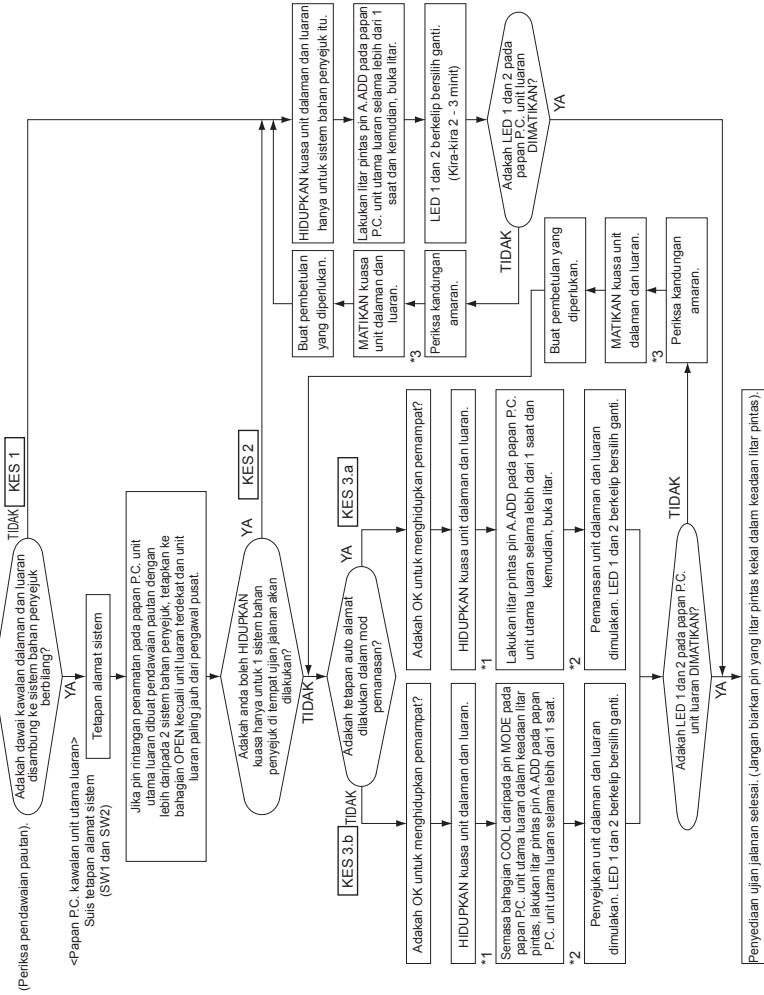 (Periksa pendawaian pautan).
Adakah dawai kawalan dalaman dan luaran
disambung ke sistem bahan penyejuk
berbilang?
TIDAK
KES 1
YA
<Papan P.C. kawalan unit utama luaran>
Suis tetapan alamat sistem
(SW1 dan SW2)
Tetapan alamat sistem
Jika pin rintangan penamatan pada papan P.C. unit
utama luaran dibuat pendawaian pautan dengan
lebih daripada 2 sistem bahan penyejuk, tetapkan ke
bahagian OPEN kecuali unit luaran terdekat dan unit
luaran paling jauh dari pengawal pusat.
Adakah anda boleh HIDUPKAN
kuasa hanya untuk 1 sistem bahan
penyejuk di tempat ujian jalanan akan
dilakukan?
YA
KES 2
TIDAK
Adakah tetapan auto alamat
dilakukan dalam mod
pemanasan?
TIDAK
KES 3.b
YA
KES 3.a
Adakah OK untuk menghidupkan pemampat?
HIDUPKAN kuasa unit dalaman dan luaran.
*1
Semasa bahagian COOL daripada pin MODE pada
papan P.C. unit utama luaran dalam keadaan litar
pintas, lakukan litar pintas pin A.ADD pada papan
P.C. unit utama luaran selama lebih dari 1 saat.
*2
Penyejukan unit dalaman dan luaran
dimulakan. LED 1 dan 2 berkelip bersilih ganti.
Adakah OK untuk menghidupkan pemampat?
HIDUPKAN kuasa unit dalaman dan luaran.
*1
Lakukan litar pintas pin A.ADD pada papan P.C.
unit utama luaran selama lebih dari 1 saat dan
kemudian, buka litar.
*2
Pemanasan unit dalaman dan luaran
dimulakan. LED 1 dan 2 berkelip bersilih ganti.
Adakah LED 1 dan 2 pada papan P.C.
unit luaran DIMATIKAN?
TIDAK
YA
Buat pembetulan yang
diperlukan.
MATIKAN kuasa unit
dalaman dan luaran.
*3
Periksa kandungan
amaran.
HIDUPKAN kuasa unit dalaman dan luaran
hanya untuk sistem bahan penyejuk itu.
Lakukan litar pintas pin A.ADD pada papan
P.C. unit utama luaran selama lebih dari 1
saat dan kemudian, buka litar.
LED 1 dan 2 berkelip bersilih ganti.
(Kira-kira 2 - 3 minit)
Adakah LED 1 dan 2 pada
papan P.C. unit luaran
DIMATIKAN?
TIDAK
YA
Buat pembetulan
yang diperlukan.
MATIKAN kuasa
unit dalaman dan
luaran.
*3
Periksa kandungan
amaran.
Penyediaan ujian jalanan selesai. (Jangan biarkan pin yang litar pintas kekal dalam keadaan litar pintas).